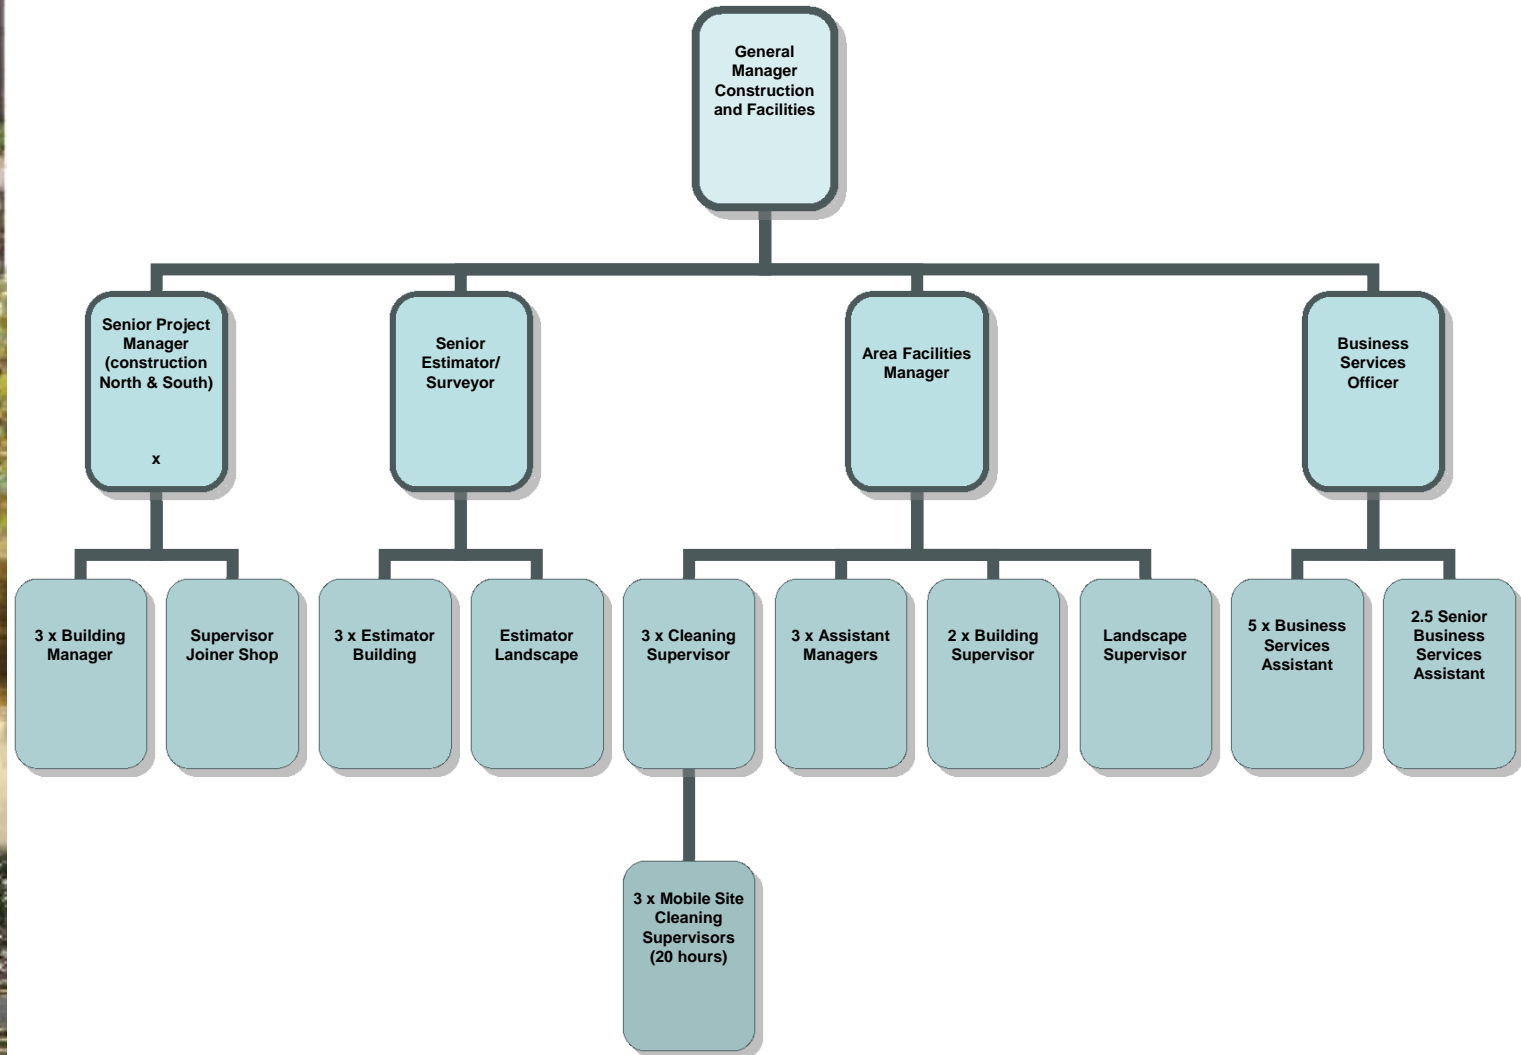 General
Manager
Construction
and Facilities
Senior Project
Manager
(construction
North & South)
x
Senior
Estimator/
Surveyor
Area Facilities
Manager
Business
Services
Officer
3 x Building
Manager
Supervisor
Joiner Shop
3 x Estimator
Building
Estimator
Landscape
3 x Cleaning
Supervisor
3 x Assistant
Managers
2 x Building
Supervisor
Landscape
Supervisor
5 x Business
Services
Assistant
2.5 Senior
Business
Services
Assistant
3 x Mobile Site
Cleaning
Supervisors
(20 hours)